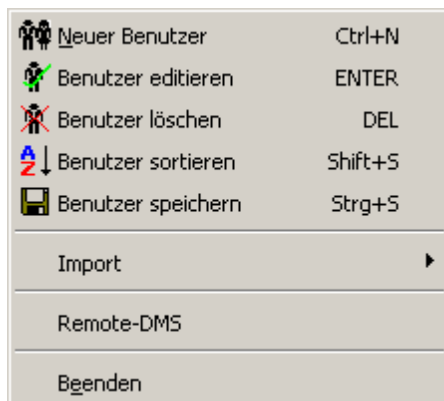 Neuer Benutzer Ctrl+N
Benutzer editieren ENTER
Benutzer löschen DEL
Benutzer sortieren Shift+S
Benutzer speichern Strg+S
Import
Remote-DMS
Beenden